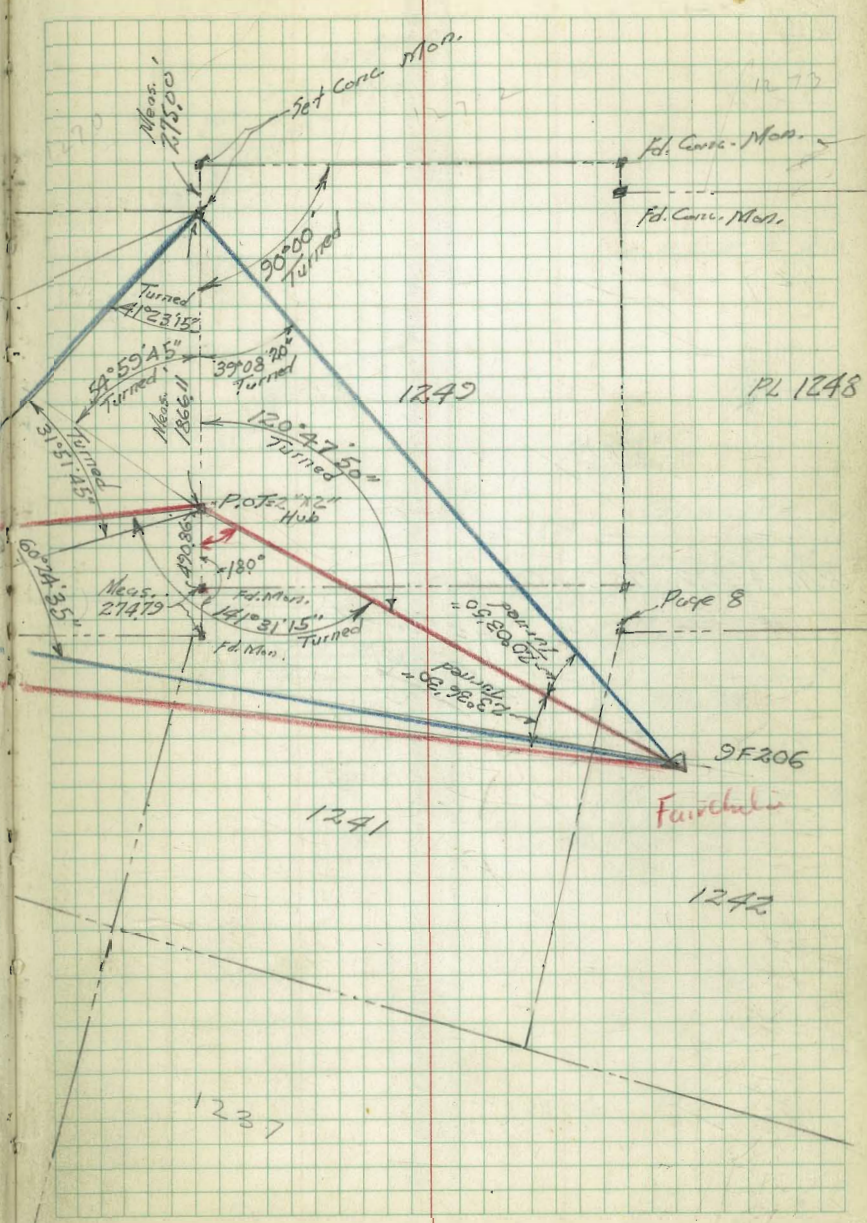 Meas.
275.00'
Set Conc. Mon.
Fd. Conc. Mon.
Fd. Conc. Mon.
90°00'
Turned
Turned
41°23'15"
54°59'45"
Turned
39°08'20"
Turned
Meas.
1866.11
1249
PL 1248
120°47'50"
Turned
Turned
31°51'45"
P.O.T. 2"x2"
Hub
490.86
180°
60°24'35"
Meas.
274.79
Fd. Mon.
141°31'15"
Turned
Fd. Mon.
Page 8
20°03'50"
Turned
23°36'30"
Turned
9F206
1241
1242
1237